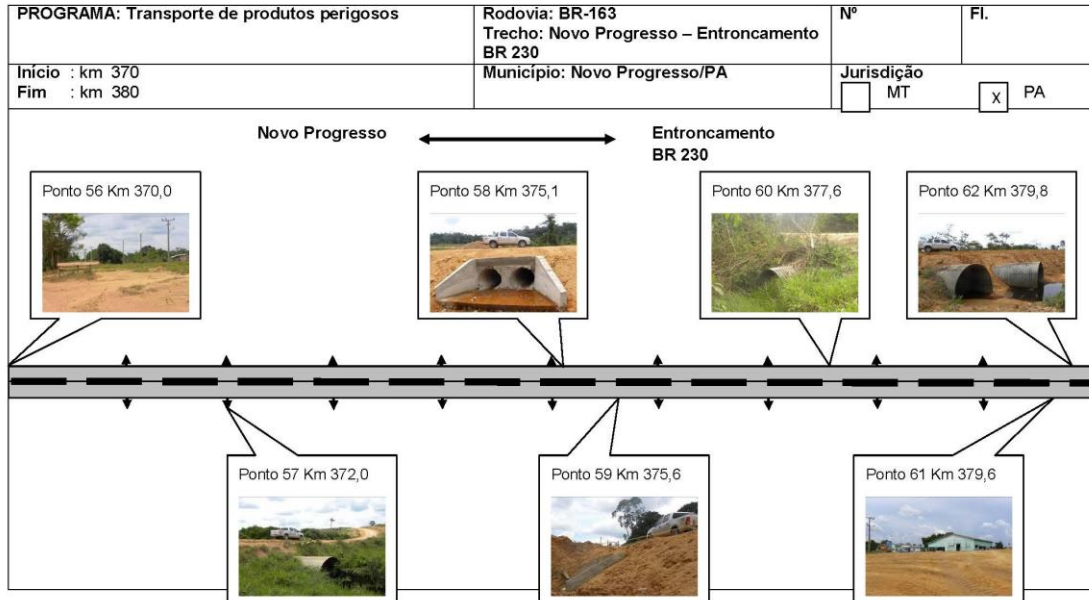 PROGRAMA: Transporte de produtos perigosos
Rodovia: BR-163
Trecho: Novo Progresso – Entroncamento
BR 230
Nº
Fl.
Início : km 370
Fim : km 380
Município: Novo Progresso/PA
Jurisdição
MT
X PA
Novo Progresso
Entroncamento
BR 230
Ponto 56 Km 370,0
Ponto 58 Km 375,1
Ponto 60 Km 377,6
Ponto 62 Km 379,8
Ponto 57 Km 372,0
Ponto 59 Km 375,6
Ponto 61 Km 379,6